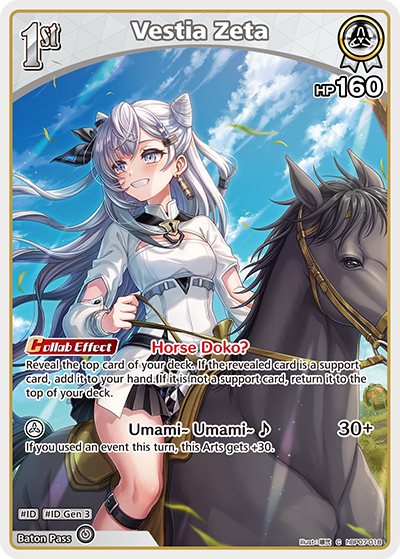 1st
Vestia Zeta
HP 160
Collab Effect Horse Doko?
Reveal the top card of your deck. If the revealed card is a support
card, add it to your hand. If it is not a support card, return it to the
top of your deck.
Umami~ Umami~ ♪ 30+
If you used an event this turn, this Arts gets +30.
#ID #ID Gen 3
Baton Pass
illust: C hBP07-018